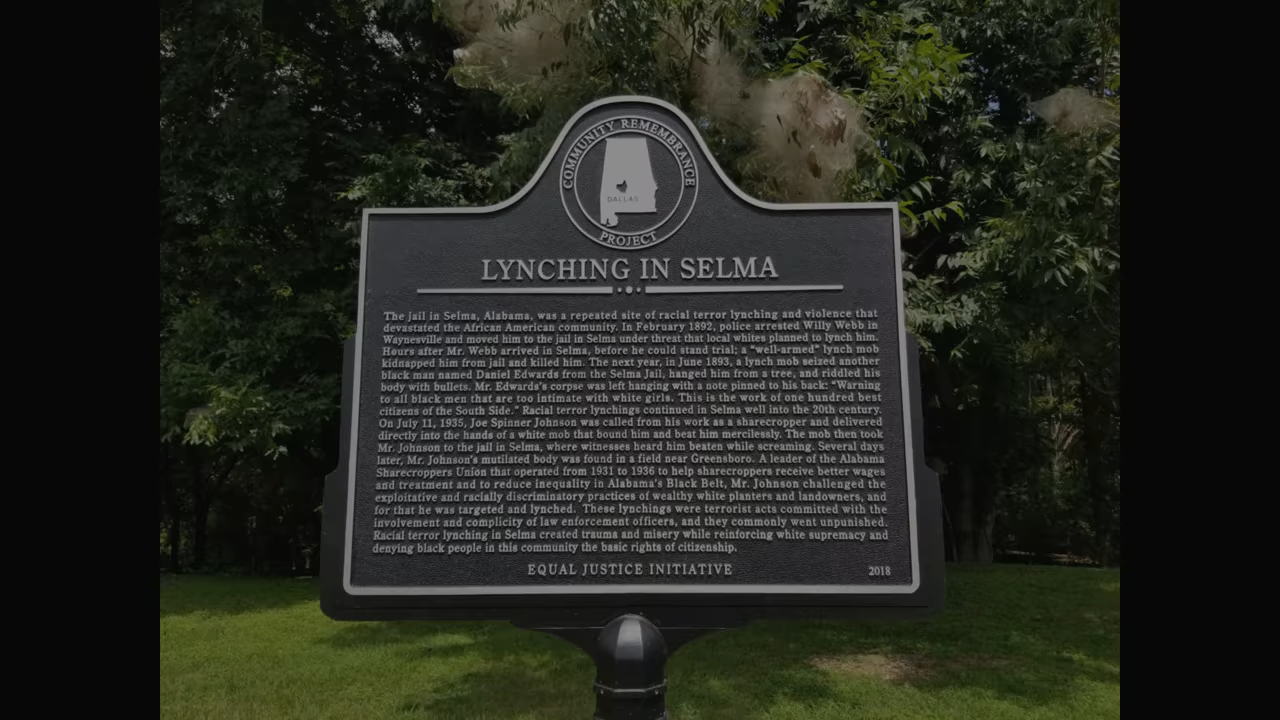 COMMUNITY REMEMBRANCE
DALLAS
PROJECT
LYNCHING IN SELMA
The jail in Selma, Alabama, was a repeated site of racial terror lynching and violence that
devastated the African American community. In February 1892, police arrested Willy Webb in
Waynesville and moved him to the jail in Selma under threat that local whites planned to lynch him.
Hours after Mr. Webb arrived in Selma, before he could stand trial; a “well-armed” lynch mob
kidnapped him from jail and killed him. The next year, in June 1893, a lynch mob seized another
black man named Daniel Edwards from the Selma Jail, hanged him from a tree, and riddled his
body with bullets. Mr. Edwards's corpse was left hanging with a note pinned to his back: “Warning
to all black men that are too intimate with white girls. This is the work of one hundred best
citizens of the South Side.” Racial terror lynchings continued in Selma well into the 20th century.
On July 11, 1935, Joe Spinner Johnson was called from his work as a sharecropper and delivered
directly into the hands of a white mob that bound him and beat him mercilessly. The mob then took
Mr. Johnson to the jail in Selma, where witnesses heard him beaten while screaming. Several days
later, Mr. Johnson's mutliated body was found in a field near Greensboro. A leader of the Alabama
Sharecroppers Union that operated from 1931 to 1936 to help sharecroppers receive better wages
and treatment and to reduce inequality in Alabama's Black Belt, Mr. Johnson challenged the
exploitative and racially discriminatory practices of wealthy white planters and landowners, and
for that he was targeted and lynched. These lynchings were terrorist acts committed with the
involvement and complicity of law enforcement officers, and they commonly went unpunished.
Racial terror lynching in Selma created trauma and misery while reinforcing white supremacy and
denying black people in this community the basic rights of citizenship.
EQUAL JUSTICE INITIATIVE
2018